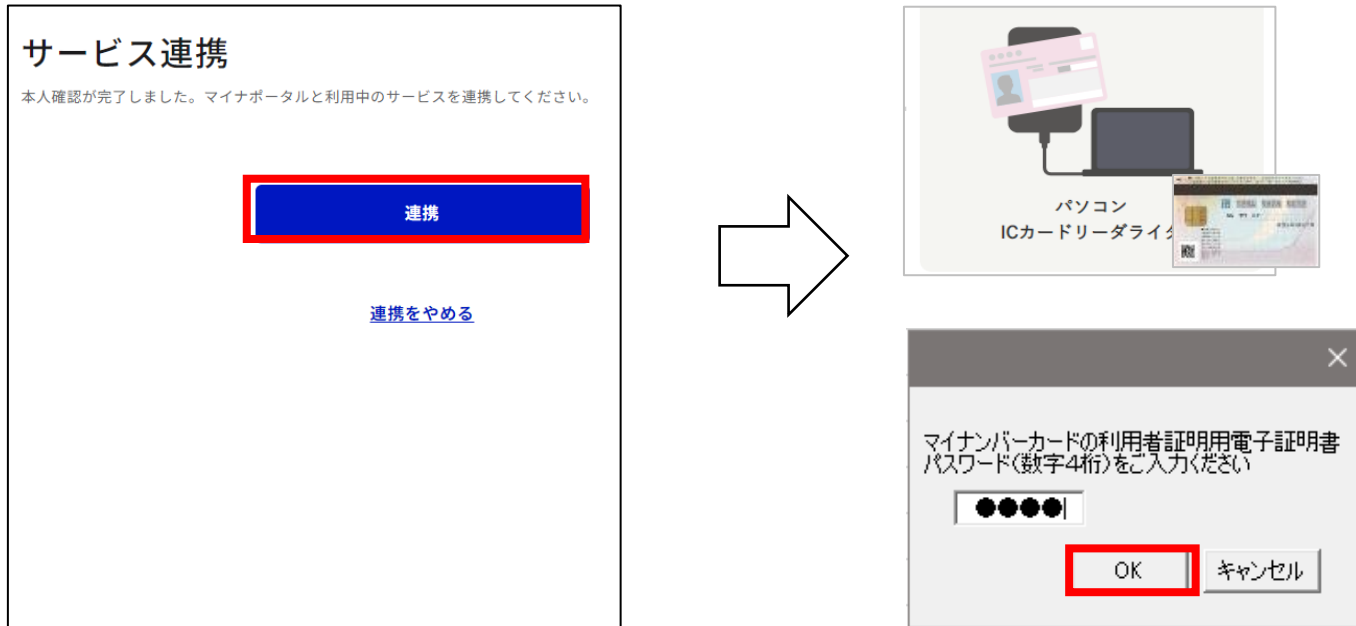 サービス連携
本人確認が完了しました。マイナポータルと利用中のサービスを連携してください。
連携
連携をやめる
パソコン
ICカードリーダライタ
マイナンバーカードの利用者証明用電子証明書
パスワード(数字4桁)をご入力ください
●●●●
OK
キャンセル